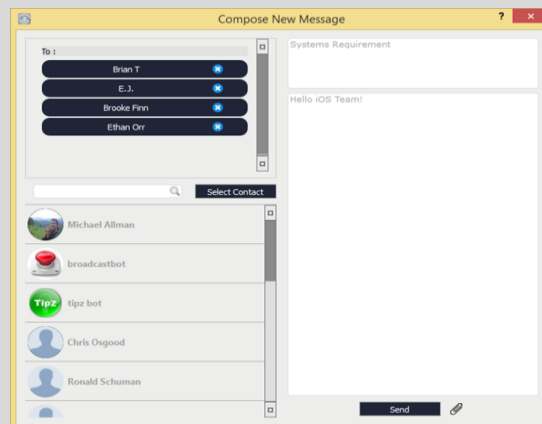 Compose New Message
?
To :
Brian T
E.J.
Brooke Finn
Ethan Orr
Select Contact
Michael Allman
broadcastbot
Tipz
tipz bot
Chris Osgood
Ronald Schuman
Systems Requirement
Hello iOS Team!
Send